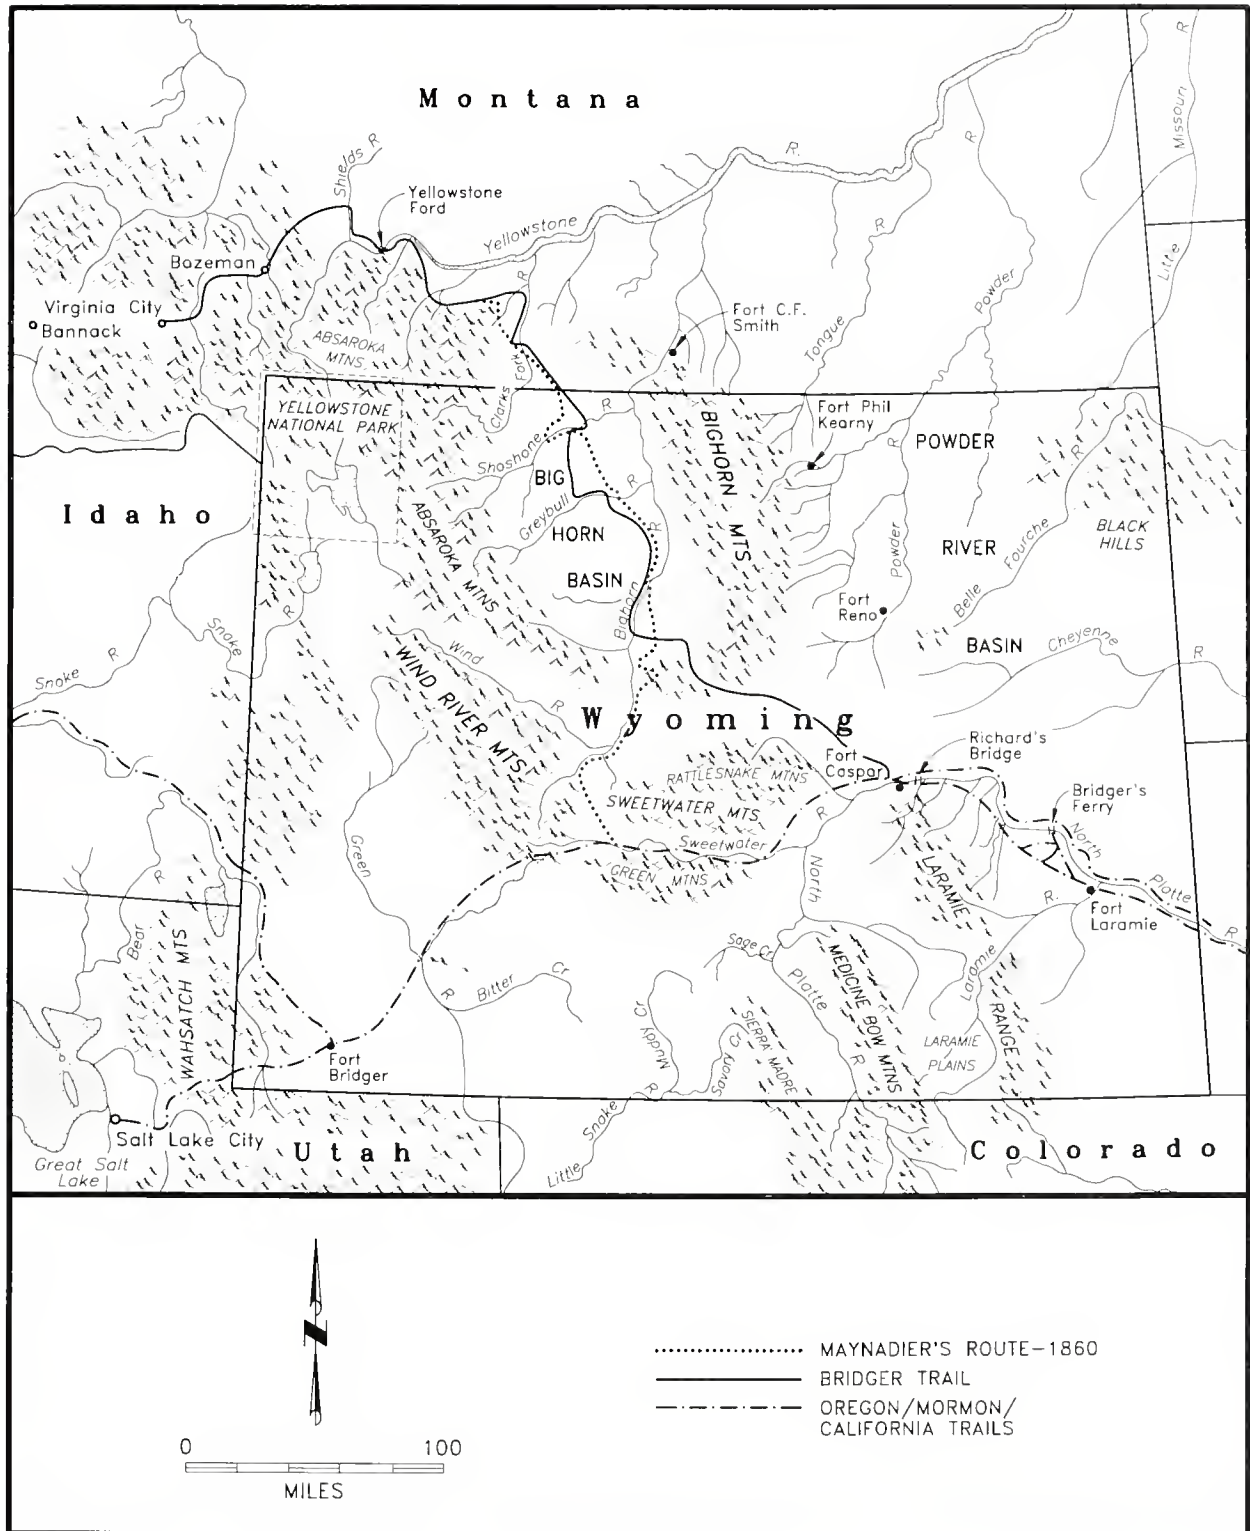 Montana
Missouri R
Shields R
Yellowstone
Ford
Yellowstone R.
R
R
R
Bozeman
Virginia City
Bannack
ABSAROKA
MTNS
Clarks Fork
Fort C.F.
Smith
Tongue
Powder
Little
YELLOWSTONE
NATIONAL PARK
Shoshone R
BIG
HORN
BASIN
Greybull R
BIGHORN MTS
Fort Phil
Kearny
POWDER
RIVER
BASIN
R
Powder
Idaho
ABSAROKA MTNS
Bighorn R
Belle Fourche R
BLACK
HILLS
Fort
Reno
Cheyenne R
Snake R
Snake R
Wind R
WIND RIVER MTS
Wyoming
Fort
Caspar
Richard's
Bridge
RATTLESNAKE MTNS
SWEETWATER MTS
Bridger's
Ferry
Sweetwater R
GREEN MTNS
Green R
North Platte R
LARAMIE
RANGE
Fort
Laramie
North
Platte R
Laramie R.
Bear R
WAHSATCH MTS
Sage Cr
Bitter Cr
Muddy Cr
Savory Cr
SIERRA MADRE
MEDICINE BOW MTNS
LARAMIE
PLAINS
Fort
Bridger
Little Snake R
Salt Lake City
Great Salt
Lake
Utah
Colorado
N
MAYNADIER'S ROUTE-1860
BRIDGER TRAIL
OREGON/MORMON/
CALIFORNIA TRAILS
0 100
MILES